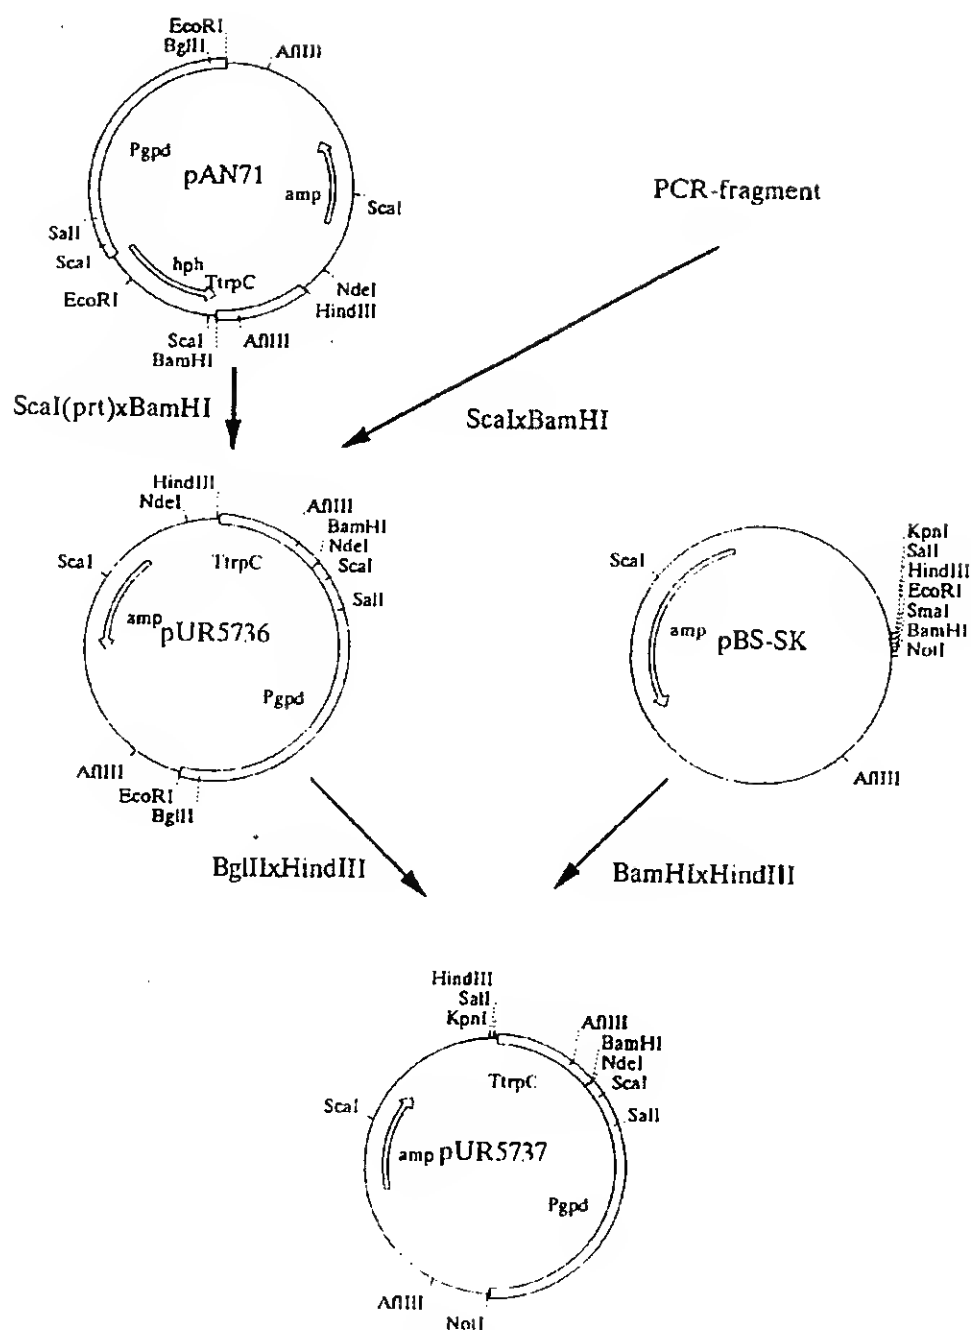 EcoRI
BglII
AflIII
Pgpd
pAN71
amp
ScaI
SalI
ScaI
hph
TtrpC
EcoRI
NdeI
HindIII
ScaI
AflIII
BamHI
PCR-fragment
ScaI(prt)xBamHI
ScaIxBamHI
HindIII
NdeI
AflIII
BamHI
NdeI
ScaI
ScaI
TtrpC
SalI
amp
pUR5736
Pgpd
AflIII
EcoRI
BglII
KpnI
SalI
HindIII
EcoRI
SmaI
BamHI
NotI
ScaI
amp
pBS-SK
AflIII
BglIIxHindIII
BamHIxHindIII
HindIII
SalI
KpnI
AflIII
BamHI
NdeI
ScaI
TtrpC
ScaI
SalI
amp
pUR5737
Pgpd
AflIII
NotI